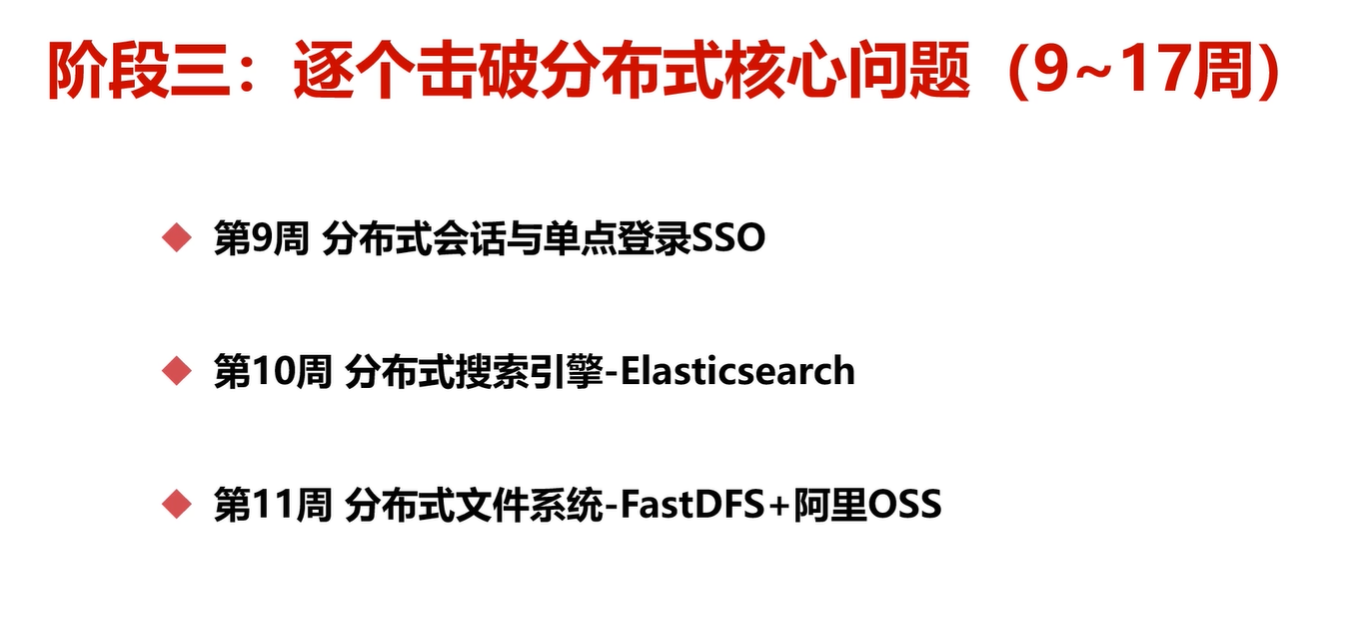 阶段三：逐个击破分布式核心问题（9~17周）
第9周 分布式会话与单点登录SSO
第10周 分布式搜索引擎-Elasticsearch
第11周 分布式文件系统-FastDFS+阿里OSS